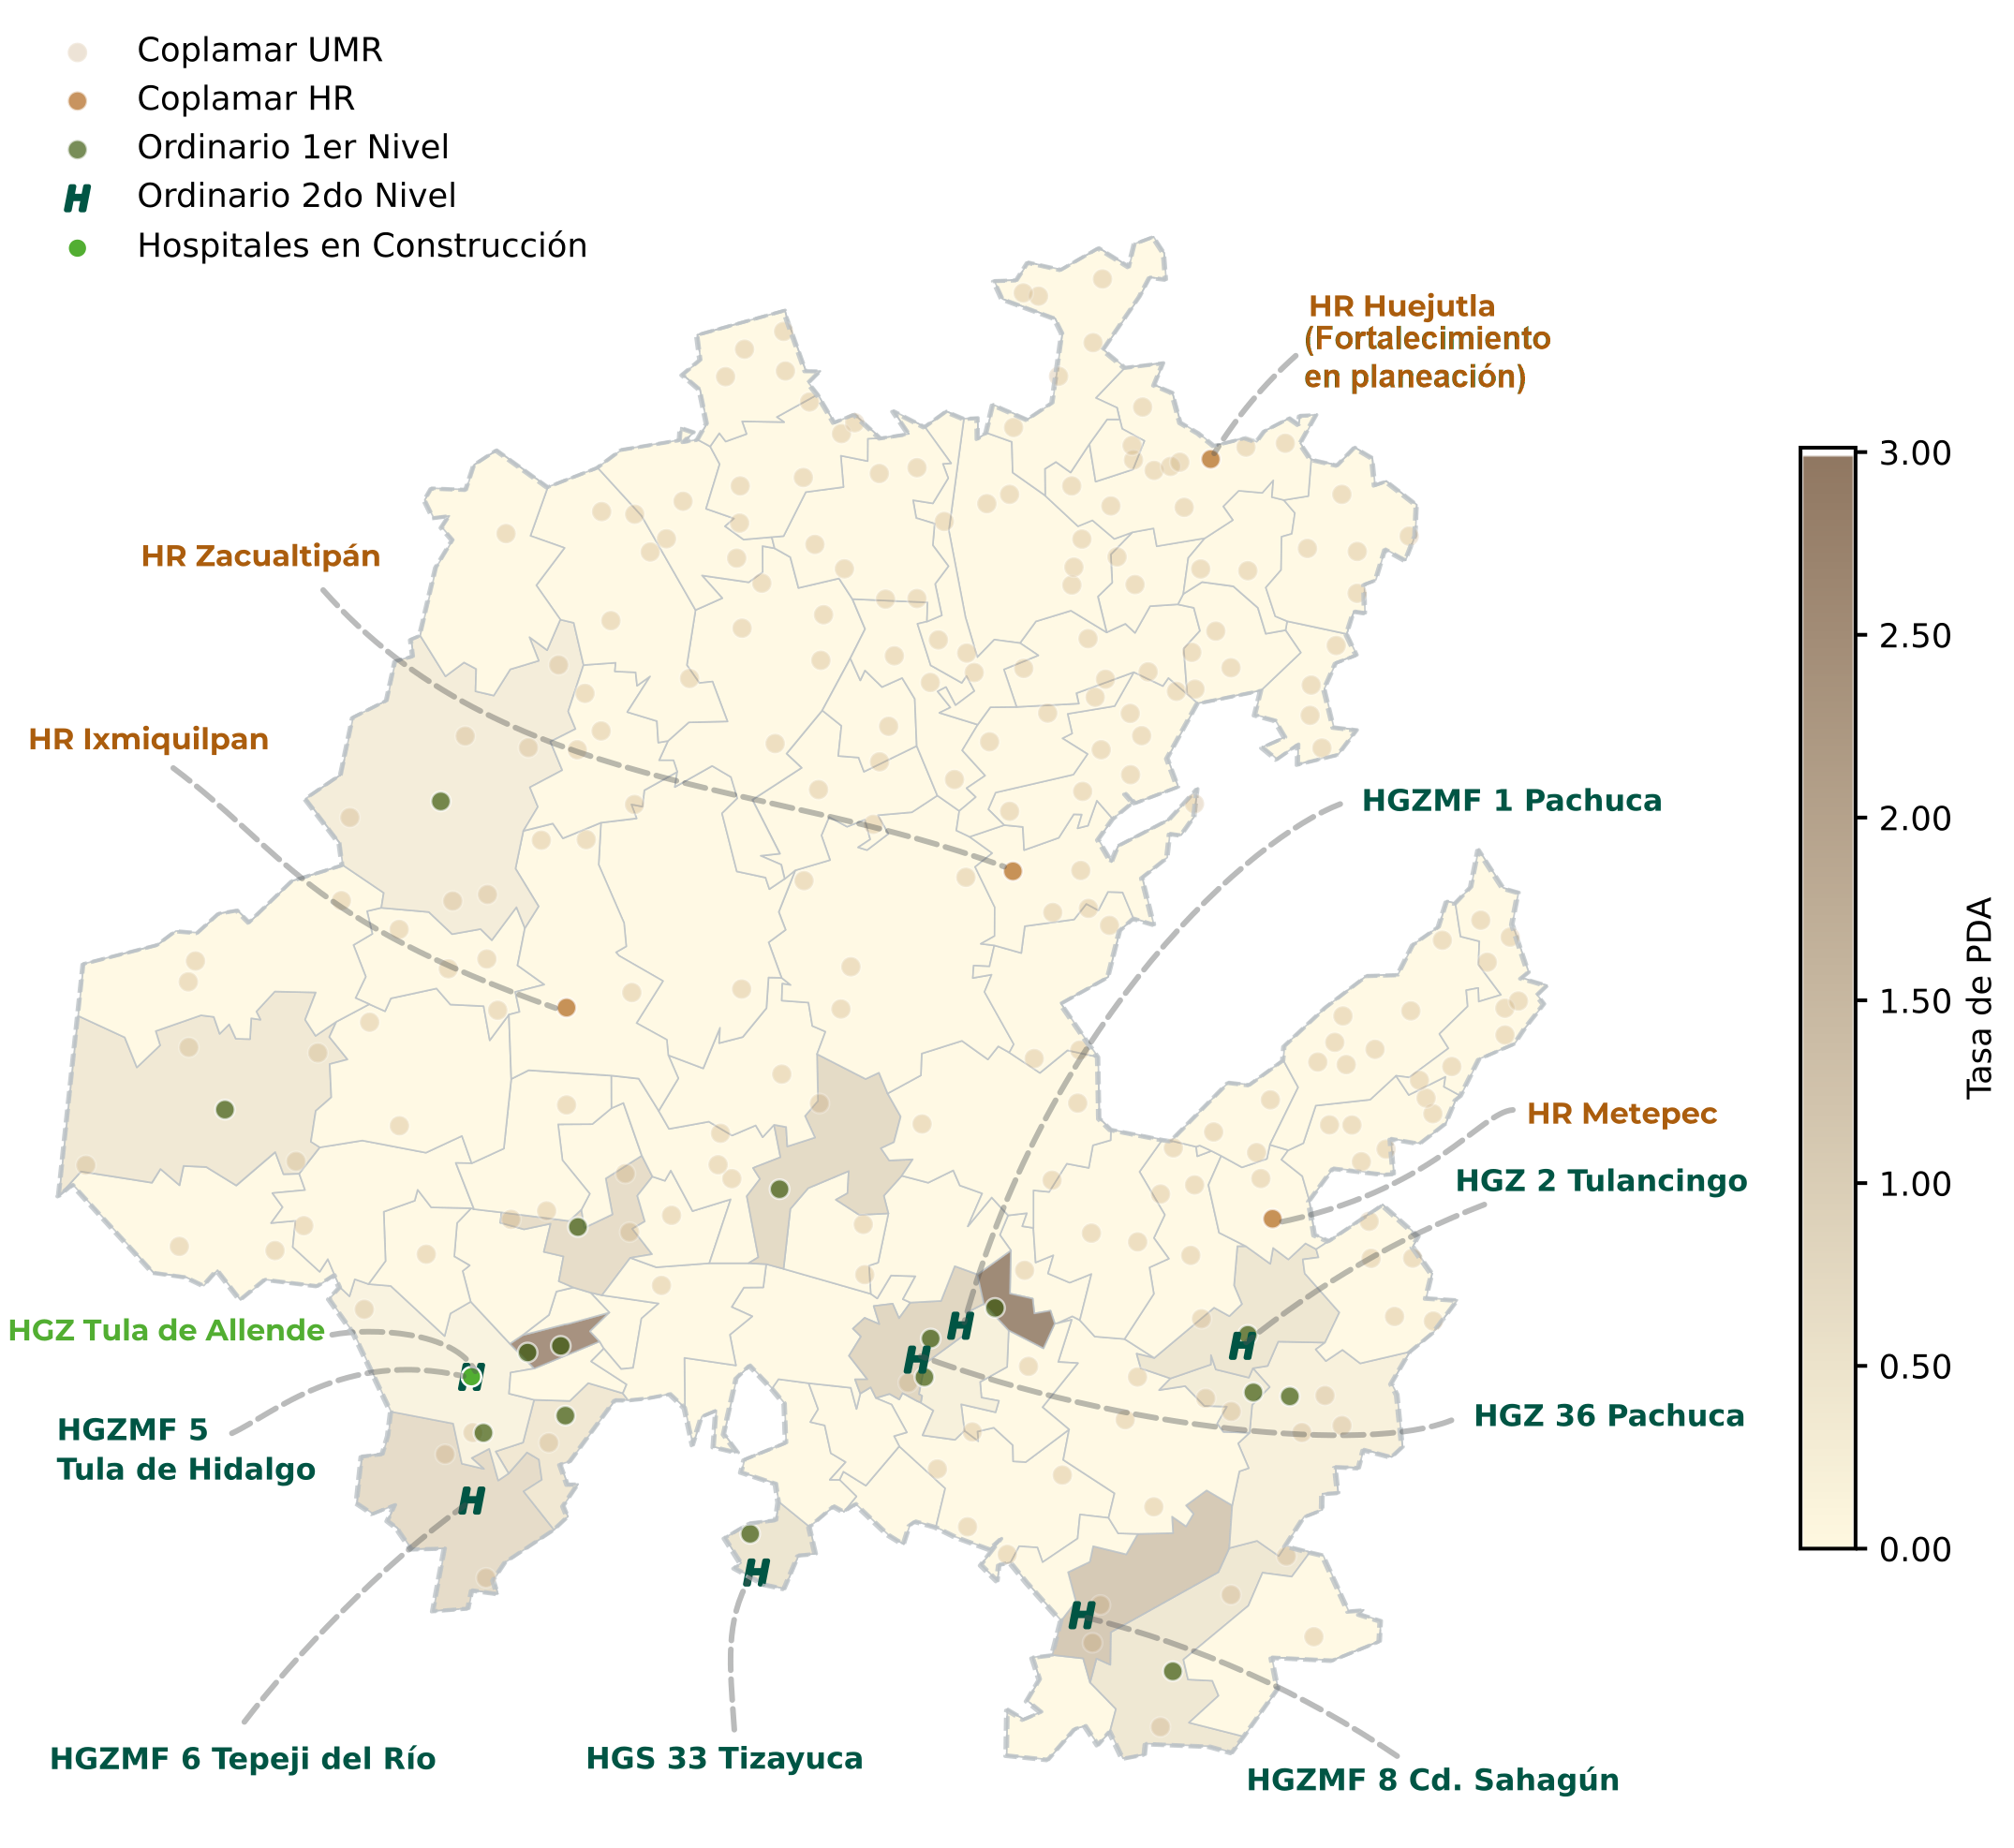 Coplamar UMR
Coplamar HR
Ordinario 1er Nivel
H Ordinario 2do Nivel
Hospitales en Construcción
HR Huejutla
(Fortalecimiento
en planeación)
3.00
2.50
HR Zacualtipán
HR Ixmiquilpan
HGZMF 1 Pachuca
2.00
1.50
Tasa de PDA
HR Metepec
HGZ 2 Tulancingo
1.00
HGZ Tula de Allende
H
H
H
H
0.50
HGZMF 5
Tula de Hidalgo
HGZ 36 Pachuca
H
H
H
0.00
HGZMF 6 Tepeji del Río
HGS 33 Tizayuca
HGZMF 8 Cd. Sahagún